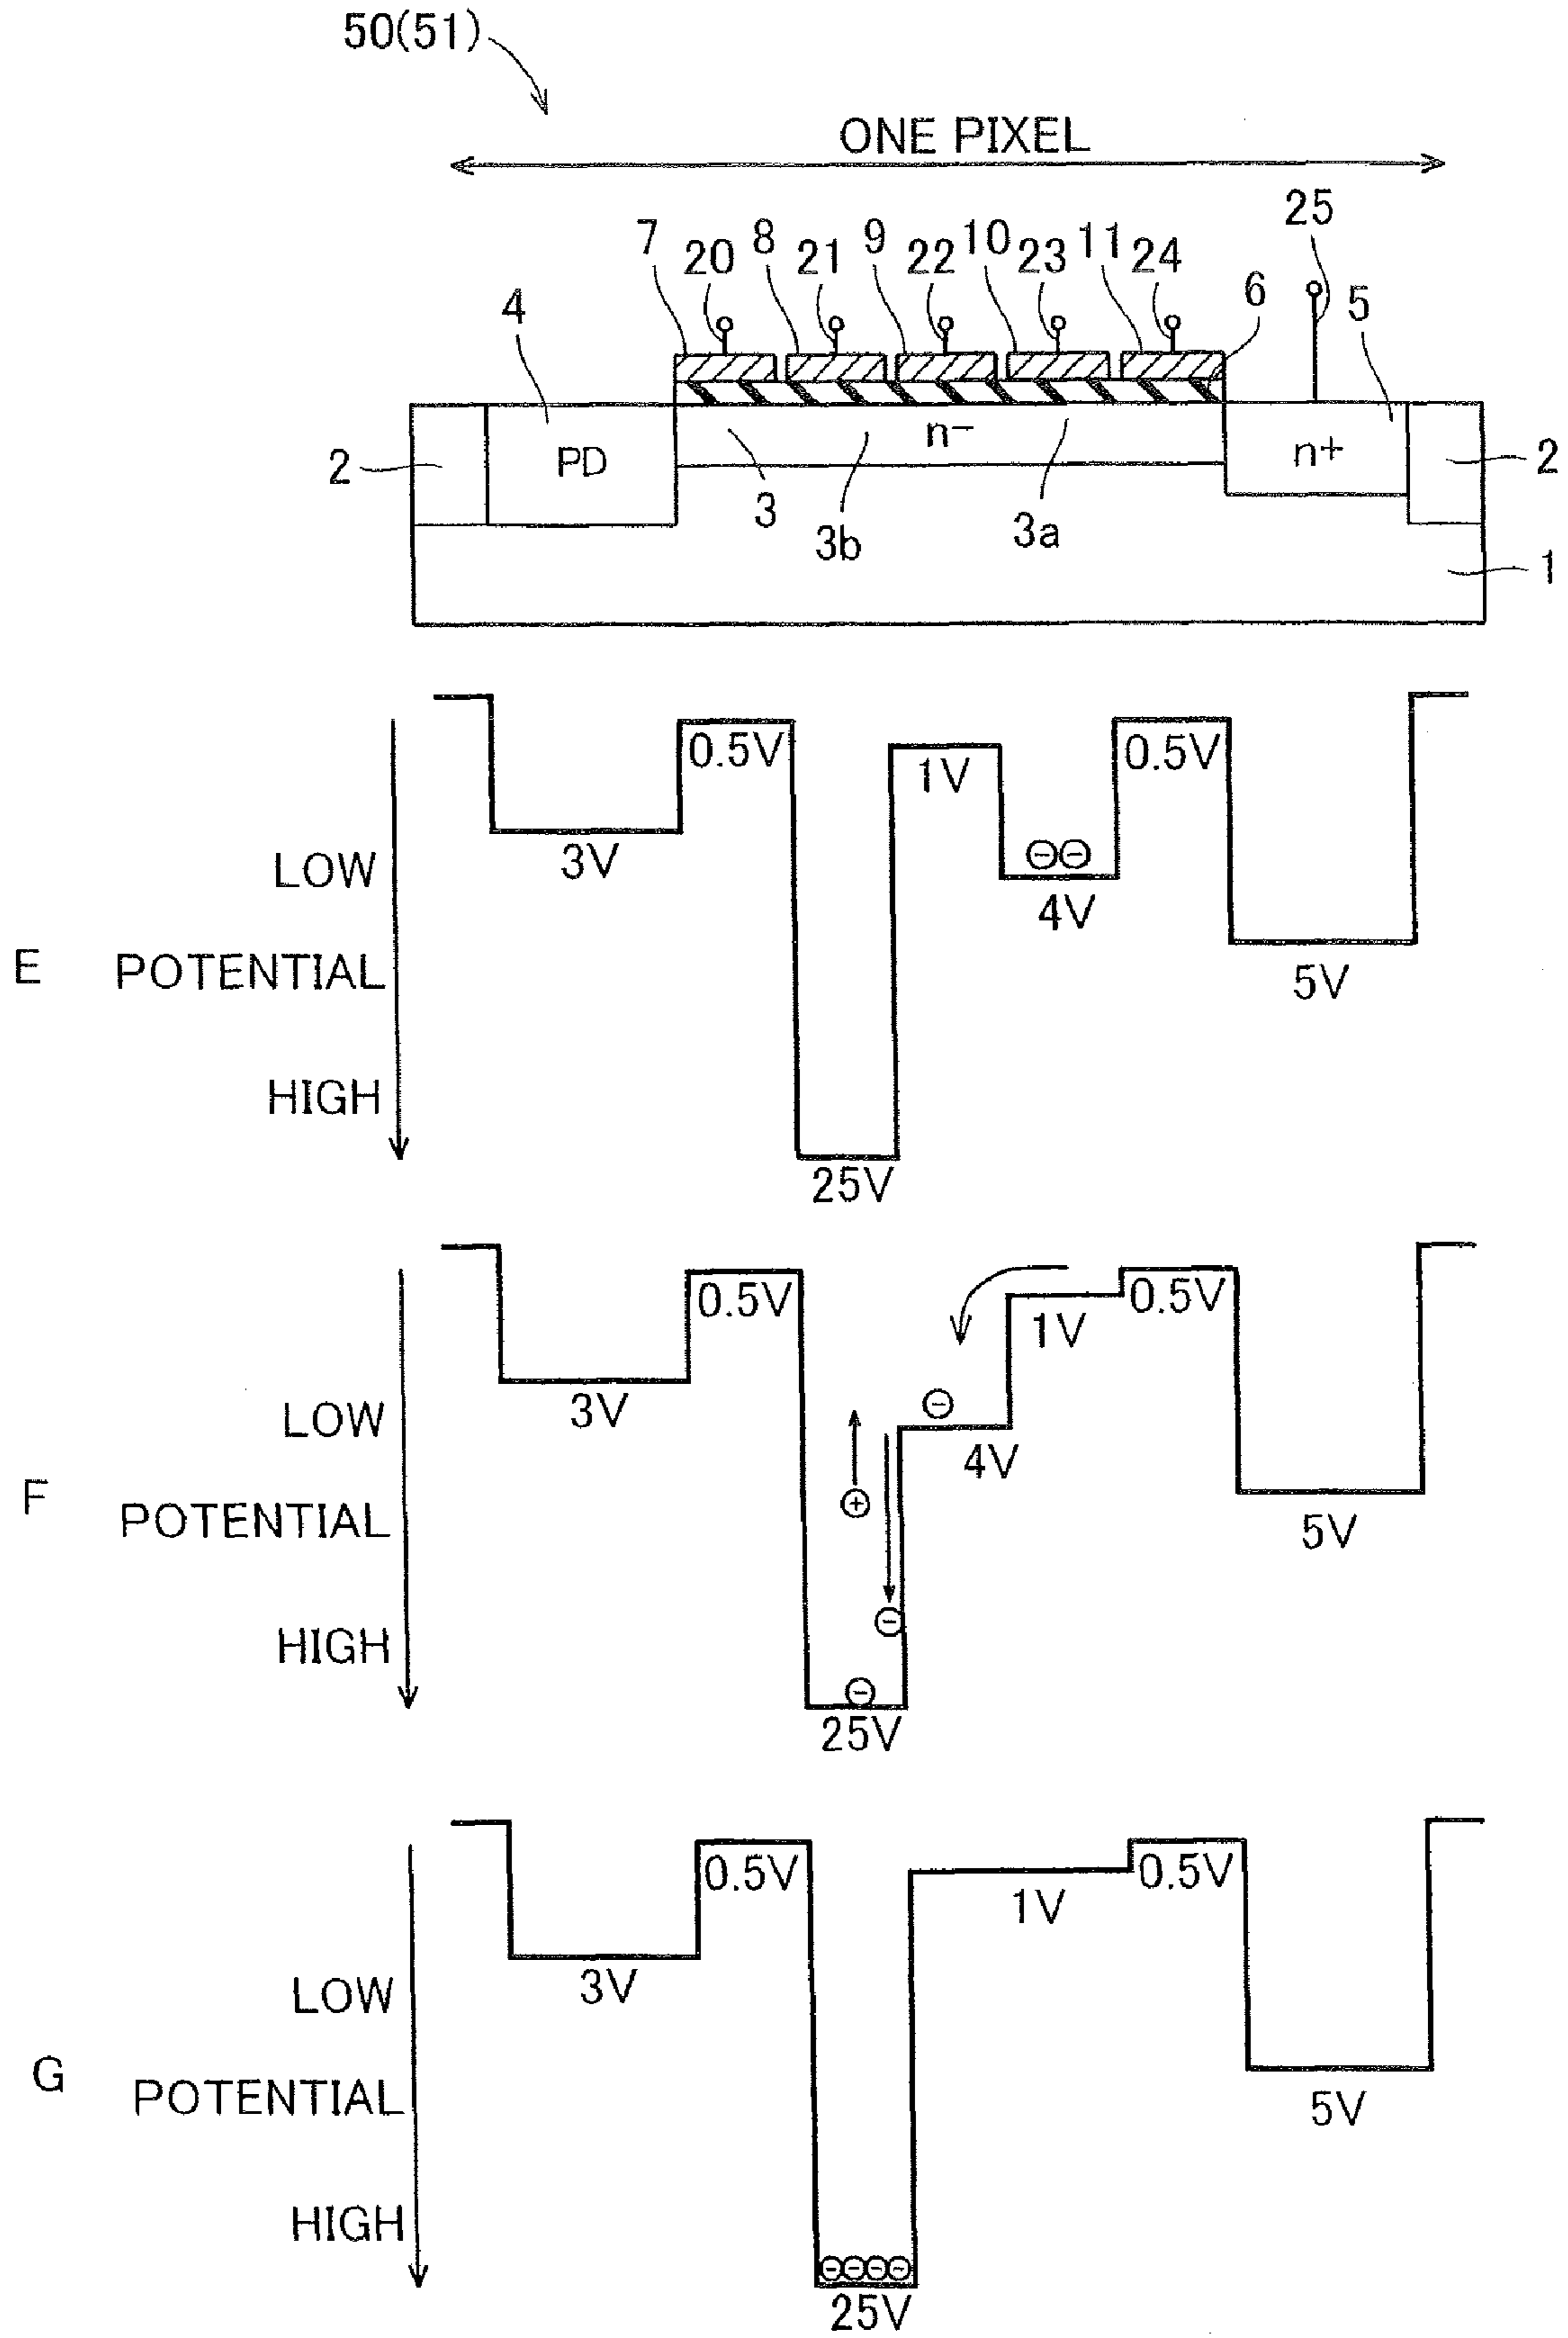 50(51)
ONE PIXEL
7 20 8 21 9 22 10 23 11 24 6 25 5
4
2 PD n- n+ 2
3 3b 3a
1
0.5V 1V 0.5V
LOW 3V 4V
E POTENTIAL 5V
HIGH
25V
0.5V 1V 0.5V
LOW 3V 4V
F POTENTIAL 5V
HIGH
25V
0.5V 1V 0.5V
LOW 3V
G POTENTIAL 5V
HIGH
25V